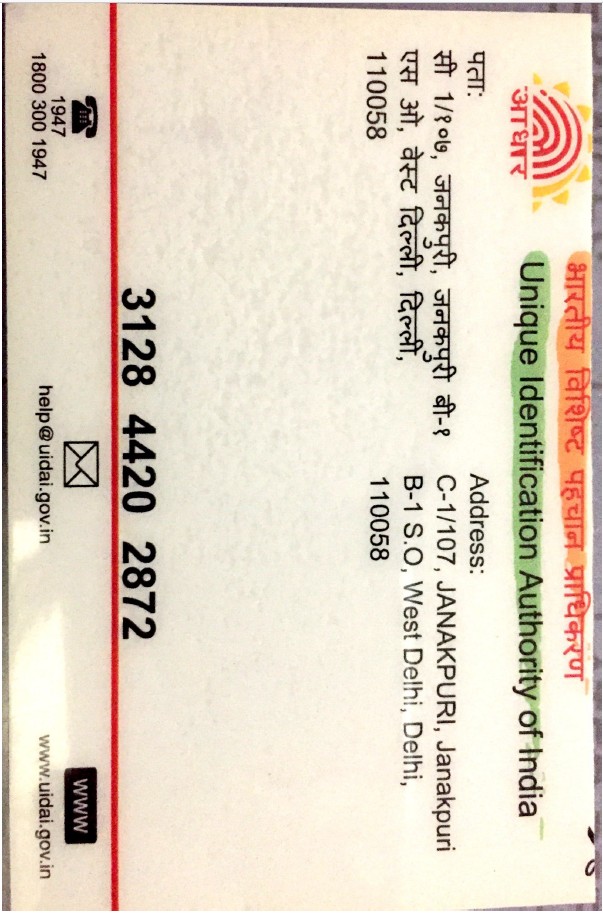 भारतीय विशिष्ट पहचान प्राधिकरण
Unique Identification Authority of India
आधार
पता:
सी 1/१०७, जनकपुरी, जनकपुरी बी-१
एस ओ, वेस्ट दिल्ली, दिल्ली,
110058
Address:
C-1/107, JANAKPURI, Janakpuri
B-1 S.O, West Delhi, Delhi,
110058
3128 4420 2872
1947
1800 300 1947
help@uidai.gov.in
WWW
www.uidai.gov.in